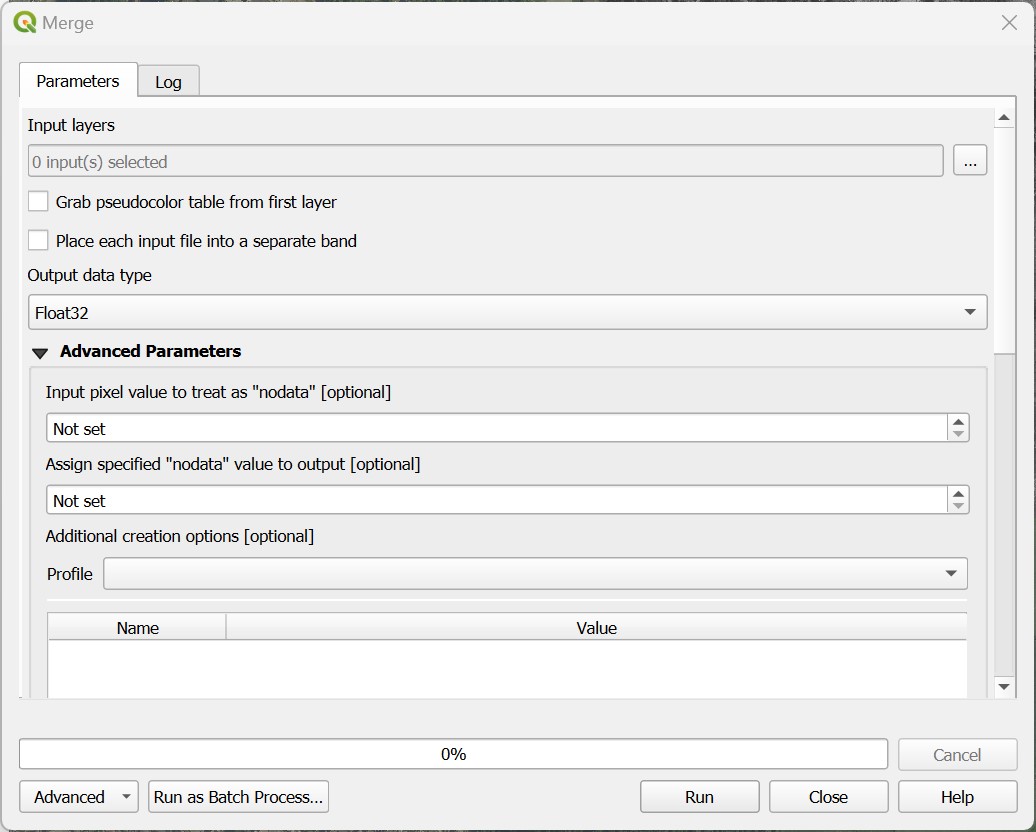 Merge
Parameters
Log
Input layers
0 input(s) selected
...
Grab pseudocolor table from first layer
Place each input file into a separate band
Output data type
Float32
Advanced Parameters
Input pixel value to treat as "nodata" [optional]
Not set
Assign specified "nodata" value to output [optional]
Not set
Additional creation options [optional]
Profile
Name Value
0%
Cancel
Advanced Run as Batch Process... Run Close Help